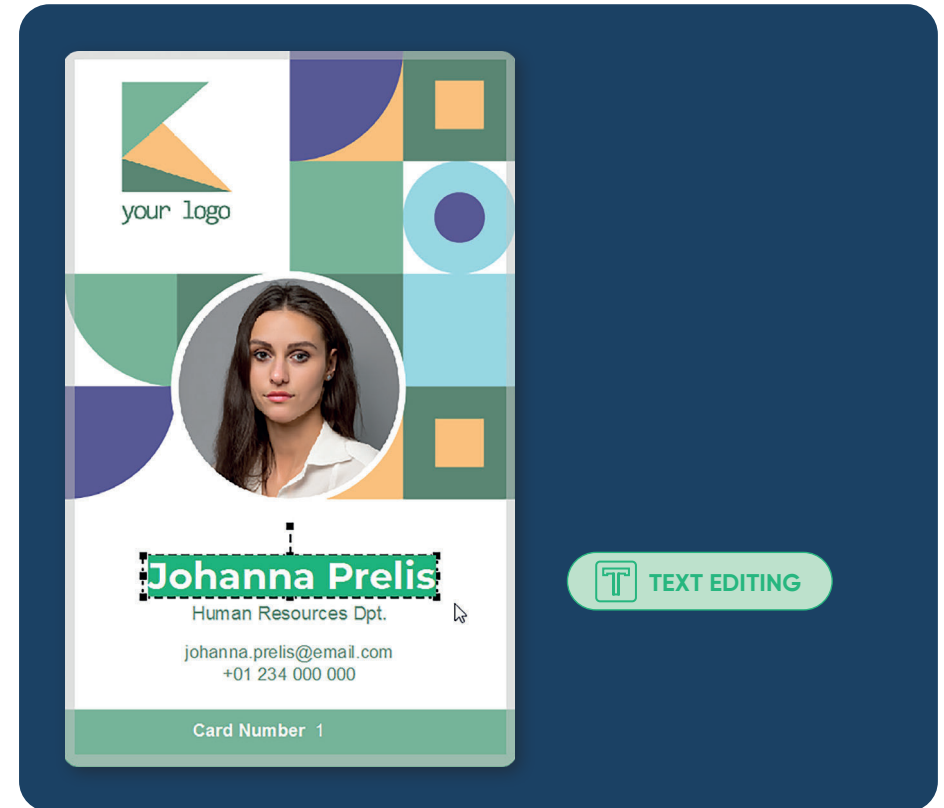 your logo
Johanna Prelis
Human Resources Dpt.
johanna.prelis@email.com
+01 234 000 000
Card Number 1
TEXT EDITING